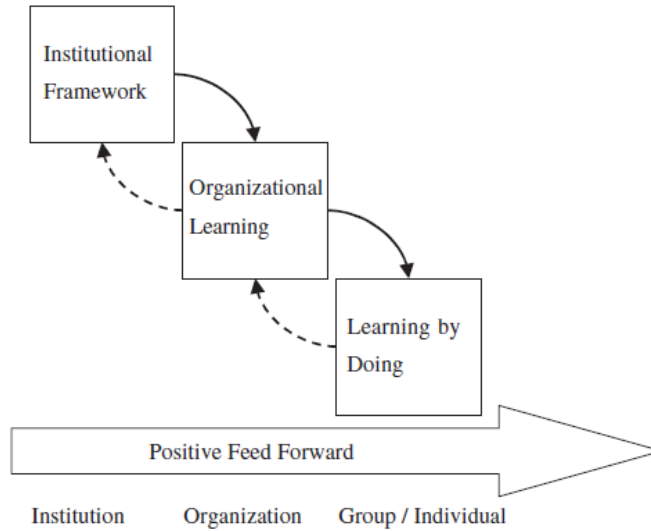 Institutional
Framework
Organizational
Learning
Learning by
Doing
Positive Feed Forward
Institution
Organization
Group / Individual